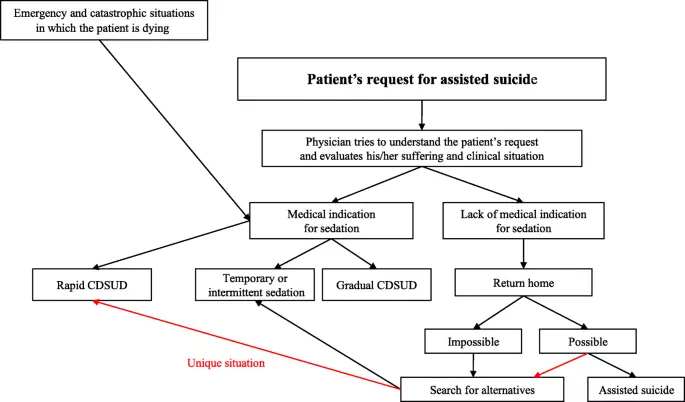 Emergency and catastrophic situations
in which the patient is dying
Patient's request for assisted suicide
Physician tries to understand the patient's request
and evaluates his/her suffering and clinical situation
Medical indication
for sedation
Lack of medical indication
for sedation
Rapid CDSUD
Temporary or
intermittent sedation
Gradual CDSUD
Return home
Impossible
Possible
Unique situation
Search for alternatives
Assisted suicide